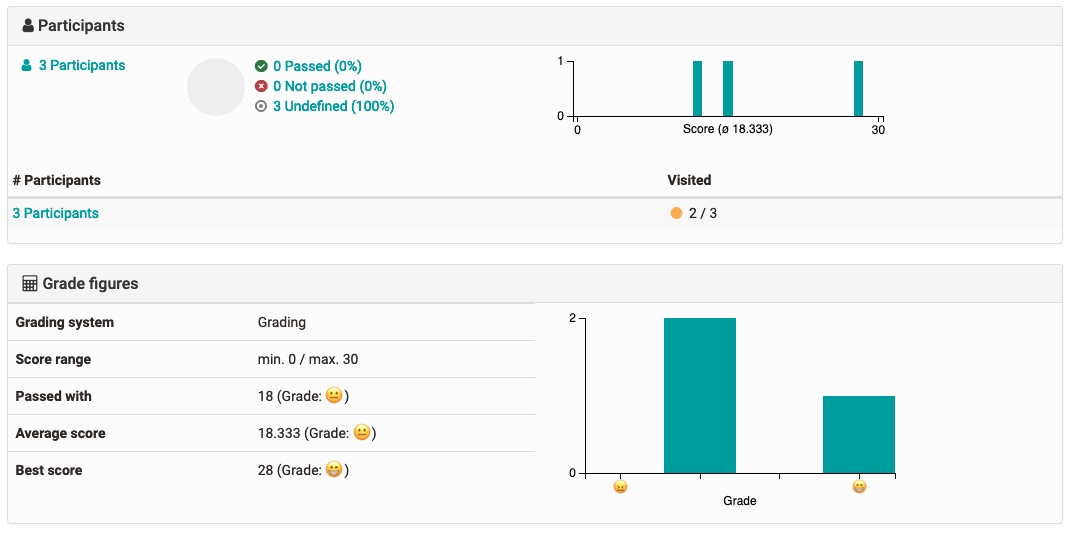 Participants
3 Participants
0 Passed (0%)
0 Not passed (0%)
3 Undefined (100%)
1
0
0
30
Score (ø 18.333)
# Participants Visited
3 Participants 2 / 3
Grade figures
Grading system Grading
Score range min. 0 / max. 30
Passed with 18 (Grade: 😐)
Average score 18.333 (Grade: 😐)
Best score 28 (Grade: 😁)
2
0
😠 😁
Grade